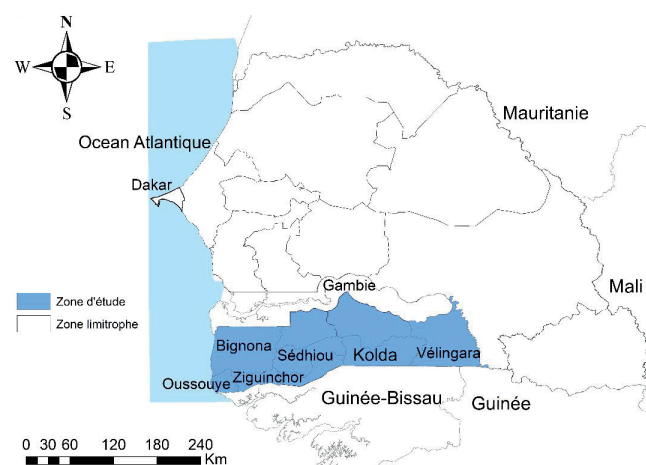 N
W E
S
Mauritanie
Ocean Atlantique
Dakar
Gambie
Mali
Zone d'étude
Zone limitrophe
Bignona
Sédhiou
Kolda
Vélingara
Oussouye
Ziguinchor
Guinée-Bissau
Guinée
0 30 60 120 180 240
Km